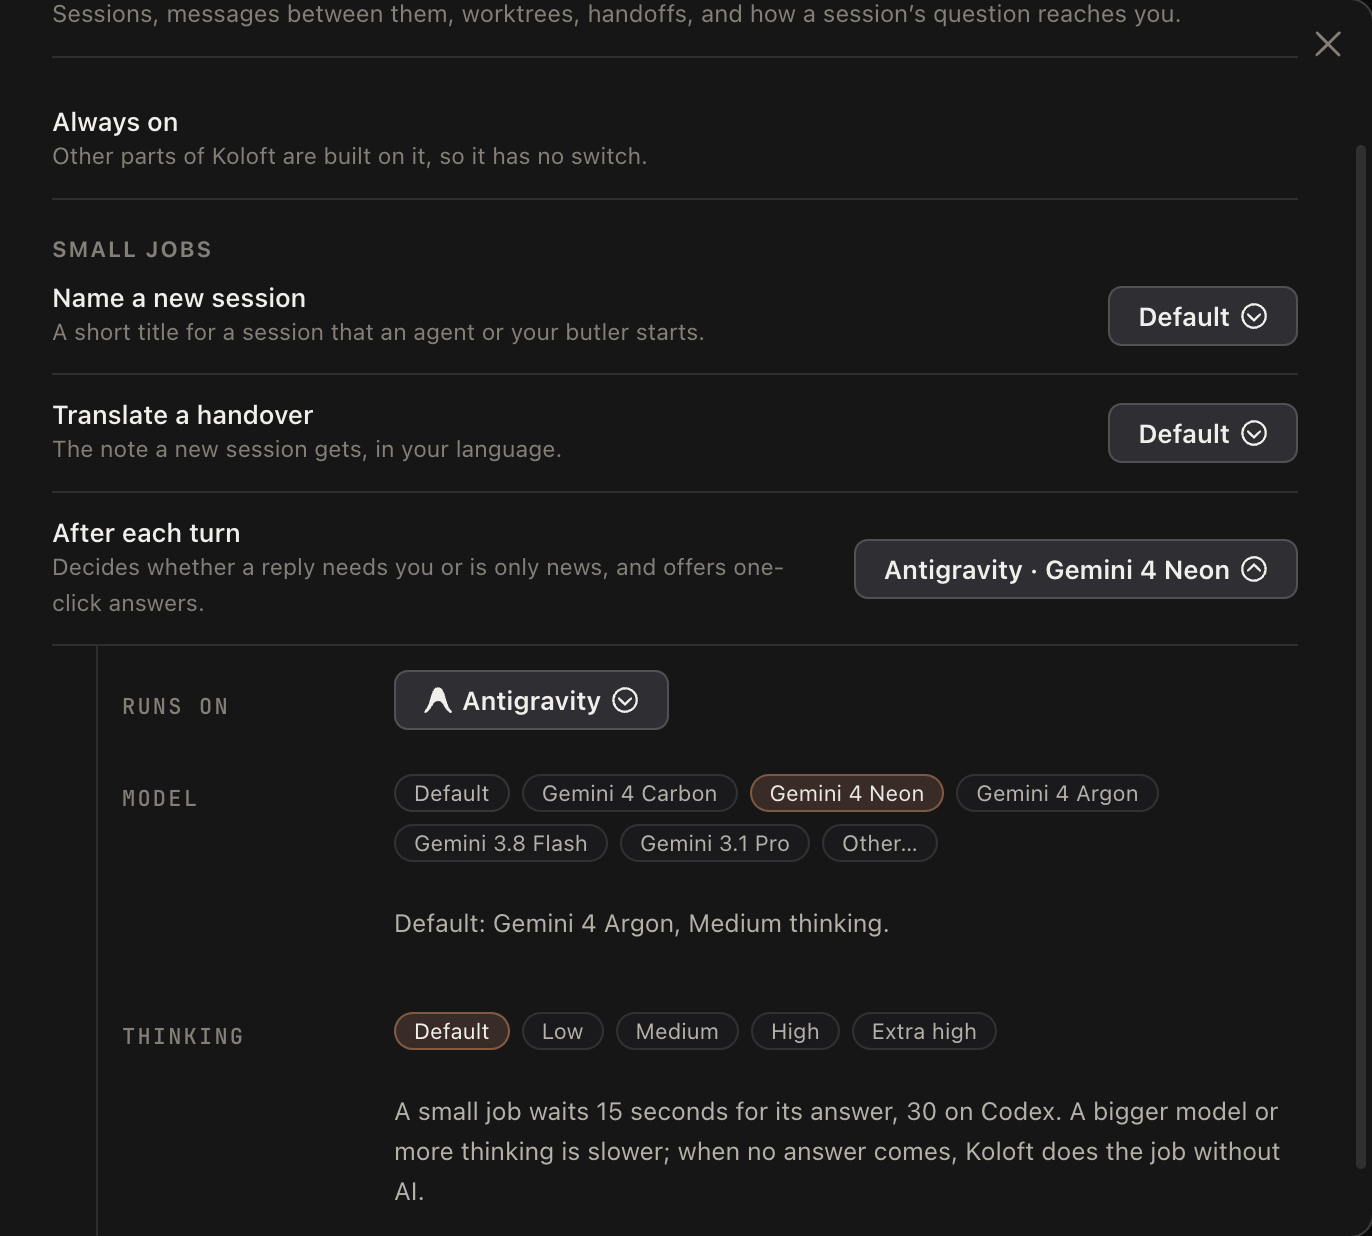 Sessions, messages between them, worktrees, handoffs, and how a session's question reaches you.
Always on
Other parts of Koloft are built on it, so it has no switch.
SMALL JOBS
Name a new session
A short title for a session that an agent or your butler starts.
Default
Translate a handover
The note a new session gets, in your language.
Default
After each turn
Decides whether a reply needs you or is only news, and offers one-
click answers.
Antigravity · Gemini 4 Neon
RUNS ON
Antigravity
MODEL
Default
Gemini 4 Carbon
Gemini 4 Neon
Gemini 4 Argon
Gemini 3.8 Flash
Gemini 3.1 Pro
Other...
Default: Gemini 4 Argon, Medium thinking.
THINKING
Default
Low
Medium
High
Extra high
A small job waits 15 seconds for its answer, 30 on Codex. A bigger model or
more thinking is slower; when no answer comes, Koloft does the job without
AI.